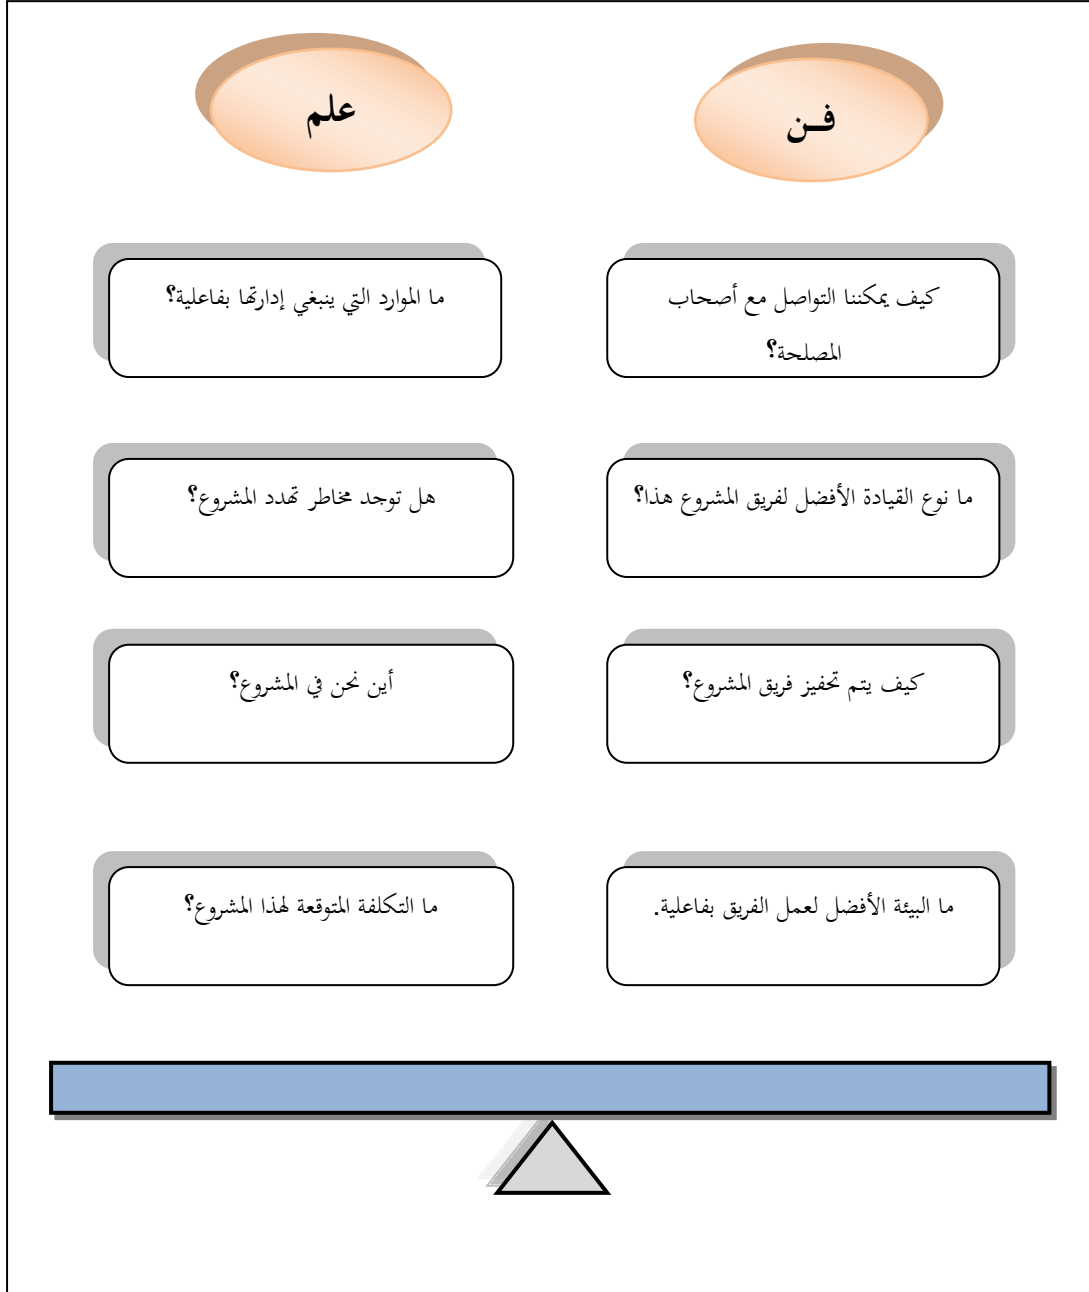 فـن
علم
كيف يمكننا التواصل مع أصحاب
المصلحة؟
ما الموارد التي ينبغي إدارتها بفاعلية؟
ما نوع القيادة الأفضل لفريق المشروع هذا؟
هل توجد مخاطر تهدد المشروع؟
كيف يتم تحفيز فريق المشروع؟
أين نحن في المشروع؟
ما البيئة الأفضل لعمل الفريق بفاعلية.
ما التكلفة المتوقعة لهذا المشروع؟